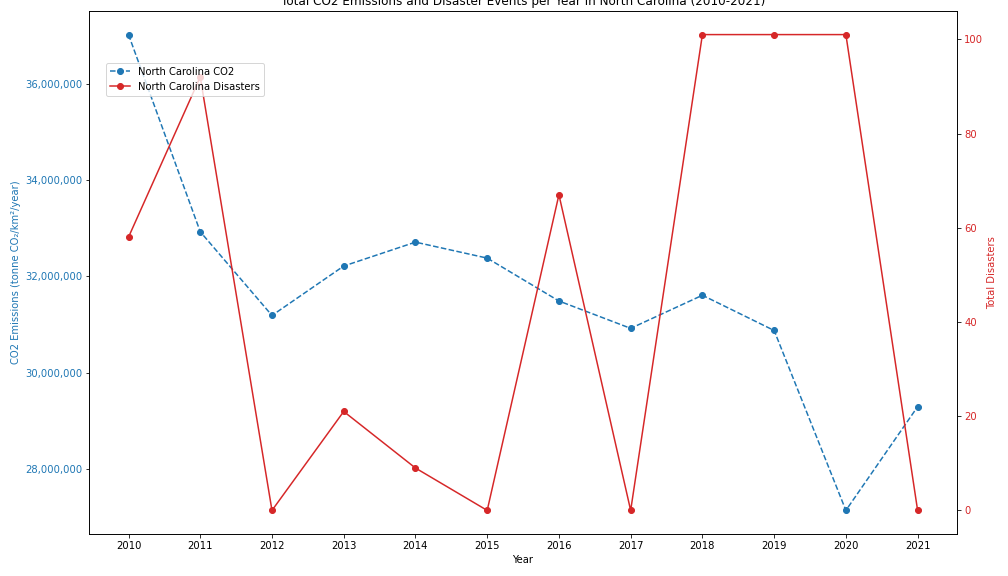 Total CO2 Emissions and Disaster Events per Year in North Carolina (2010-2021)
North Carolina CO2
North Carolina Disasters
36,000,000
34,000,000
32,000,000
30,000,000
28,000,000
CO2 Emissions (tonne CO₂/km²/year)
100
80
60
40
20
0
Total Disasters
2010 2011 2012 2013 2014 2015 2016 2017 2018 2019 2020 2021
Year